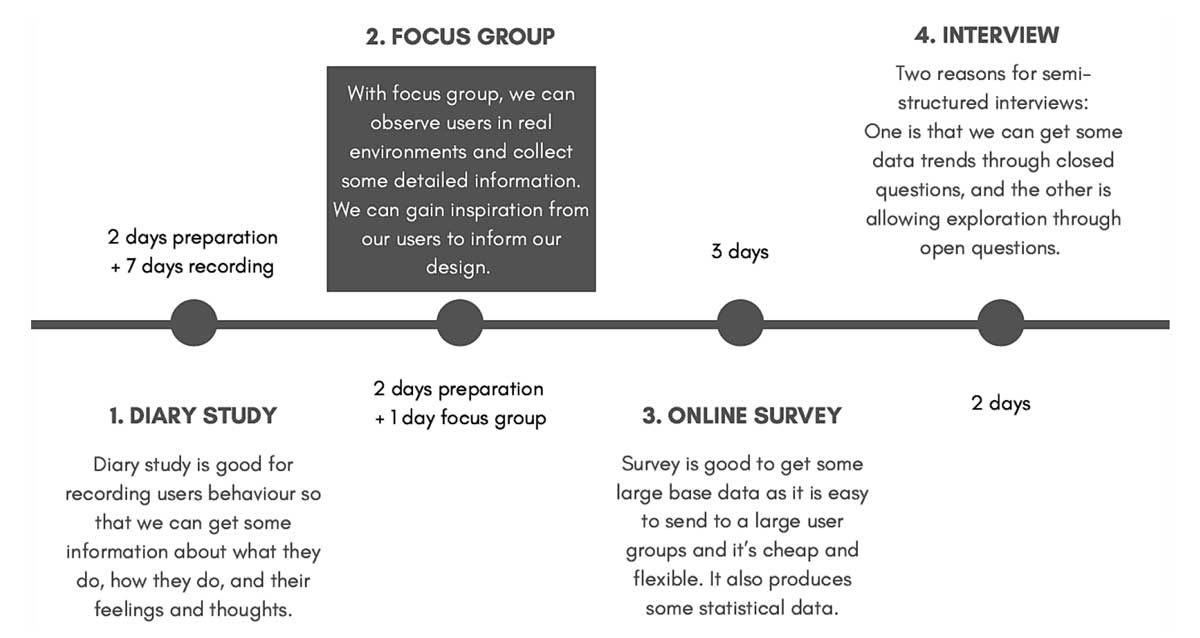 2 days preparation
+ 7 days recording
1. DIARY STUDY
Diary study is good for
recording users behaviour so
that we can get some
information about what they
do, how they do, and their
feelings and thoughts.
2. FOCUS GROUP
With focus group, we can
observe users in real
environments and collect
some detailed information.
We can gain inspiration from
our users to inform our
design.
2 days preparation
+ 1 day focus group
3 days
3. ONLINE SURVEY
Survey is good to get some
large base data as it is easy
to send to a large user
groups and it's cheap and
flexible. It also produces
some statistical data.
4. INTERVIEW
Two reasons for semi-
structured interviews:
One is that we can get some
data trends through closed
questions, and the other is
allowing exploration through
open questions.
2 days